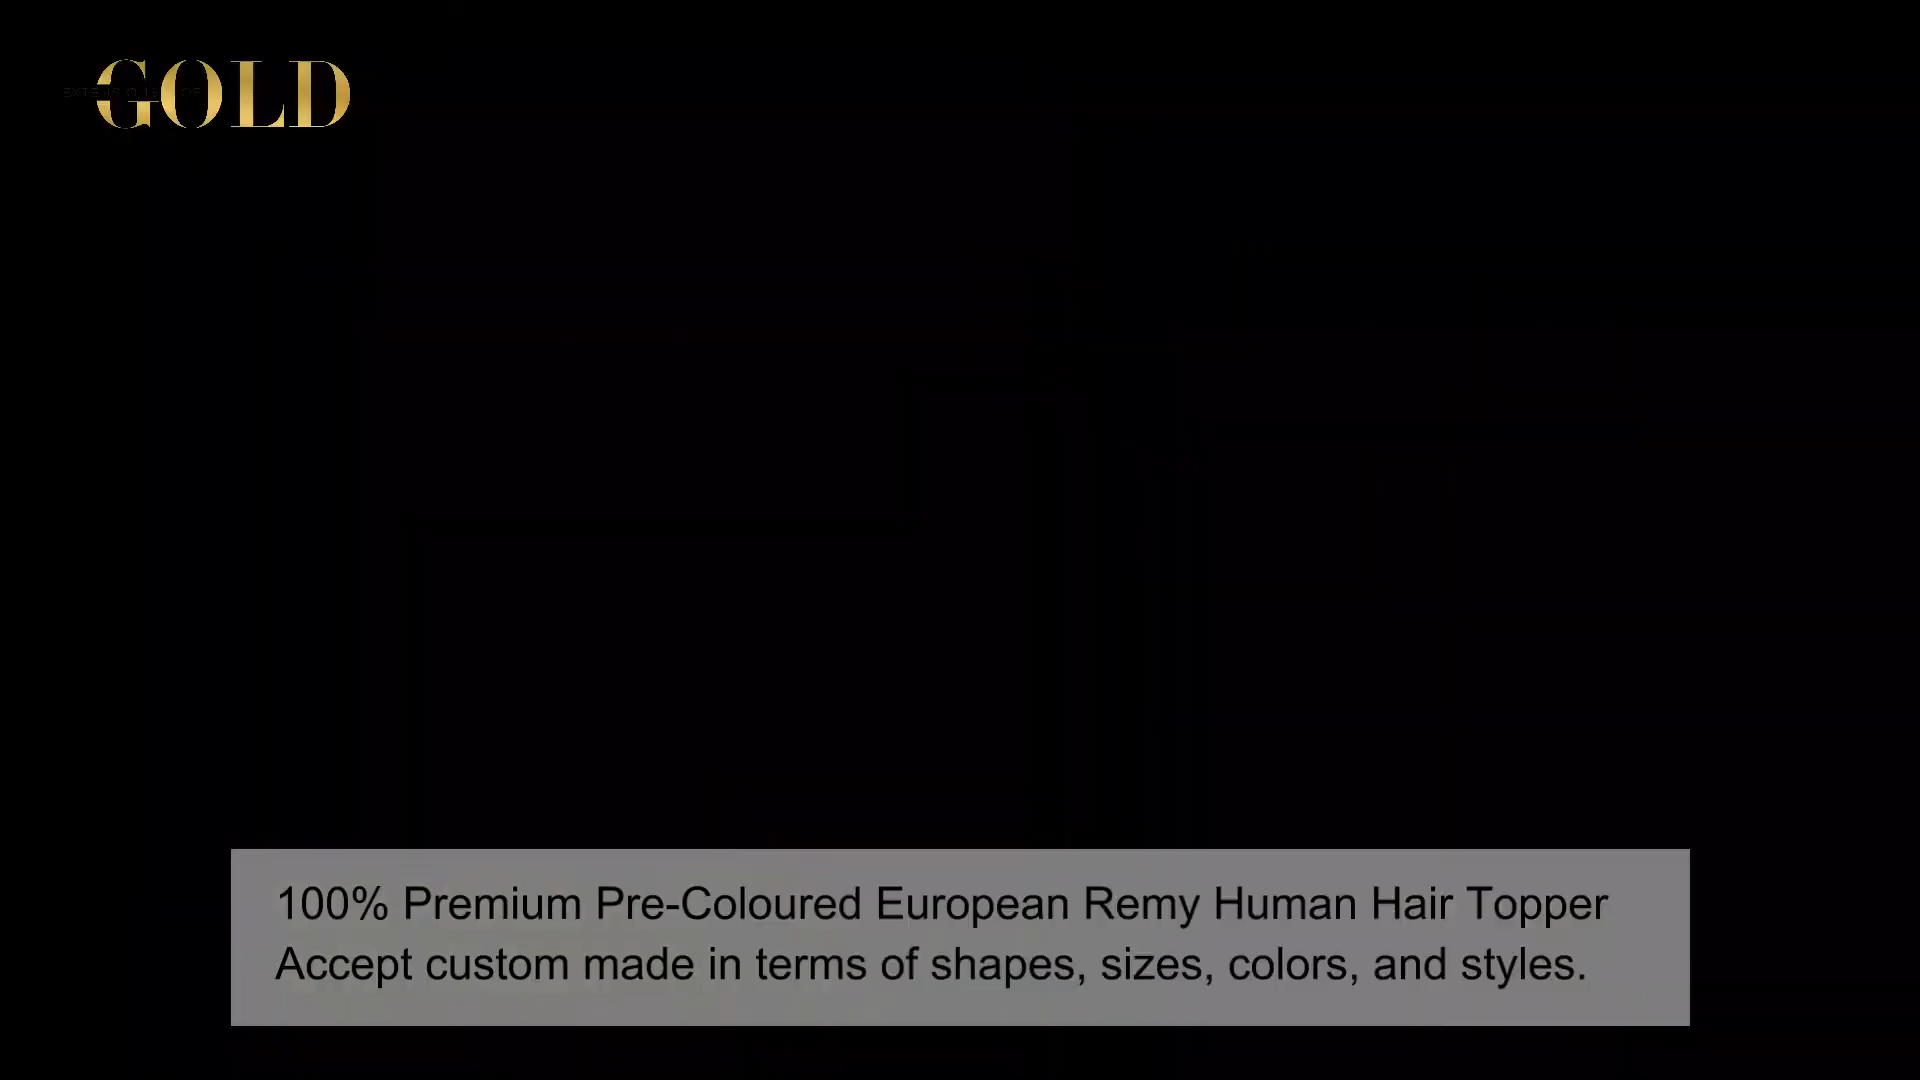 GOLD
100% Premium Pre-Coloured European Remy Human Hair Topper
Accept custom made in terms of shapes, sizes, colors, and styles.